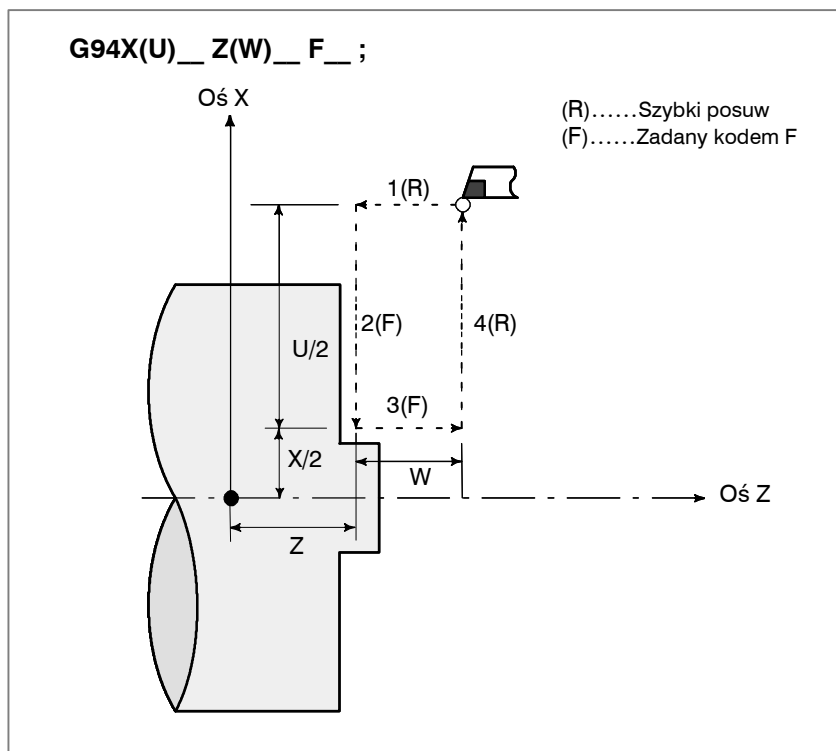 G94X(U)__ Z(W)__ F__ ;
Oś X
(R)......Szybki posuw
(F)......Zadany kodem F
1(R)
2(F)
4(R)
U/2
3(F)
X/2
W
Oś Z
Z